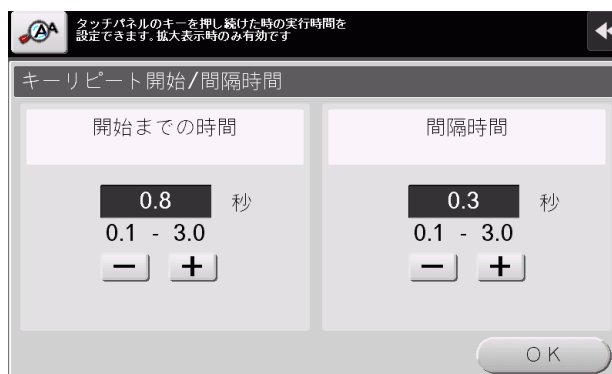 タッチパネルのキーを押し続けた時の実行時間を
設定できます。拡大表示時のみ有効です
キーリピート開始/間隔時間
開始までの時間
0.8 秒
0.1 - 3.0
− +
間隔時間
0.3 秒
0.1 - 3.0
− +
OK